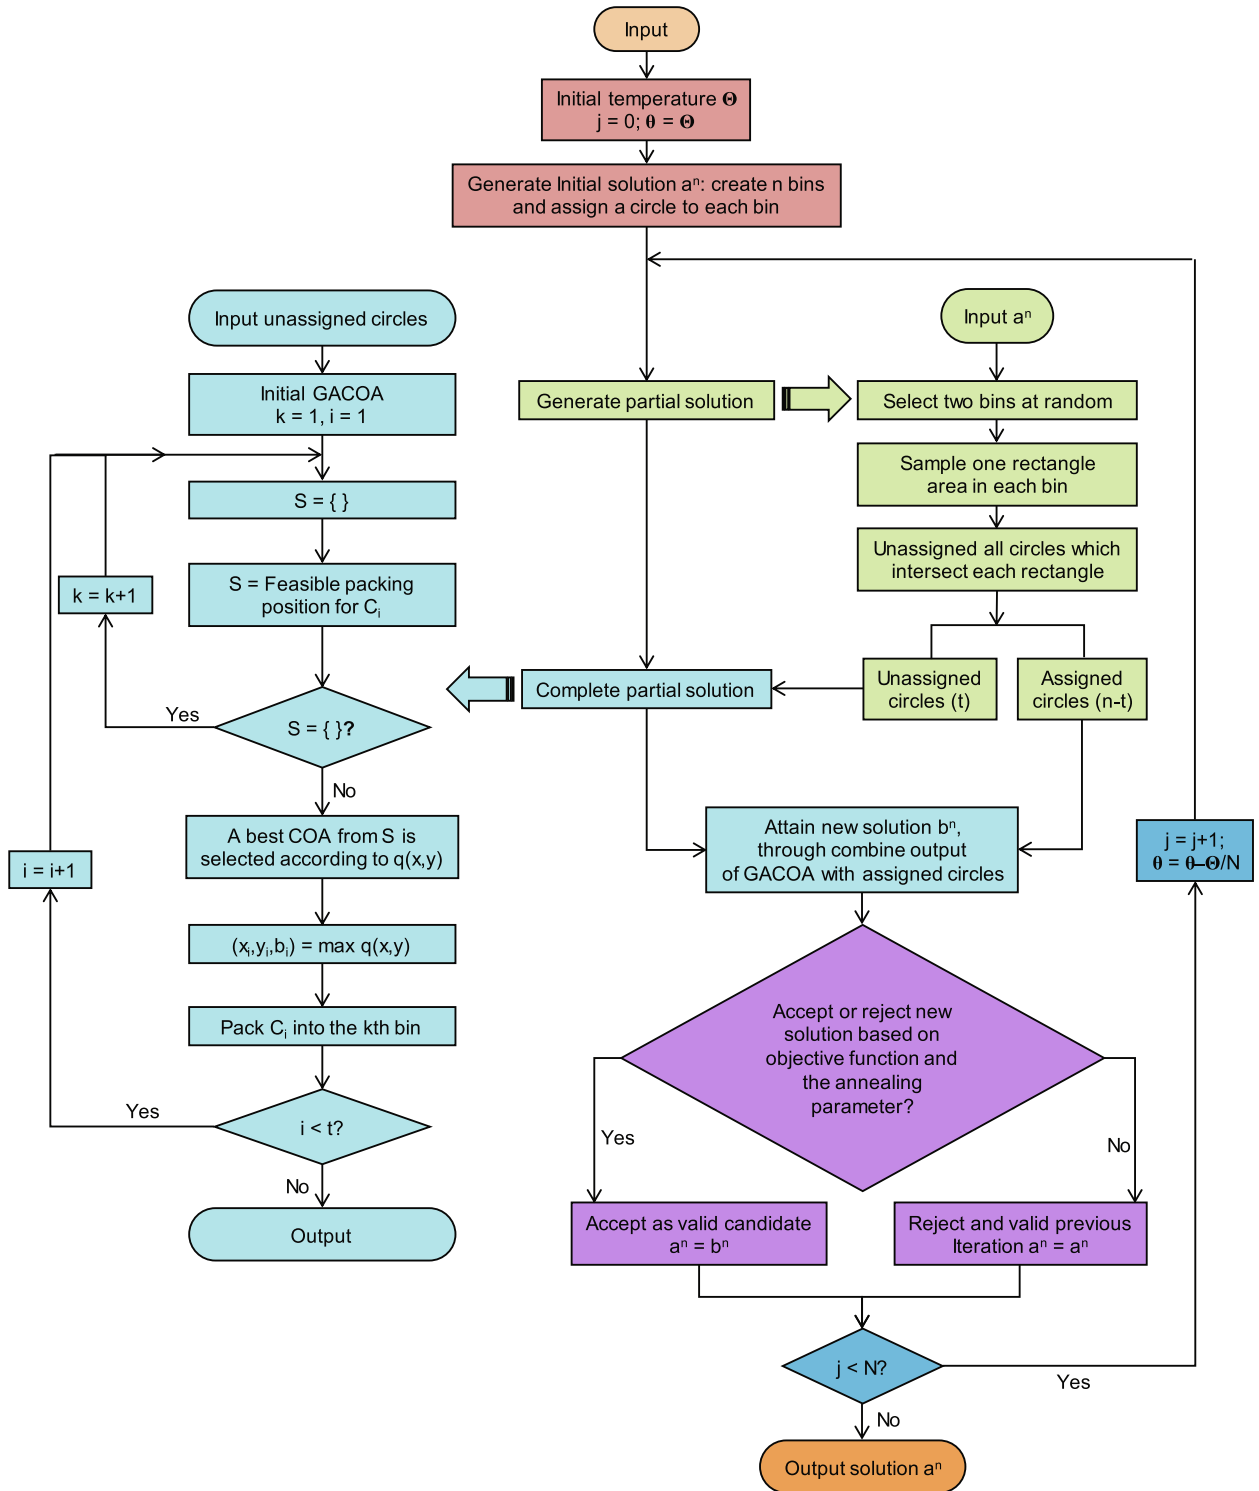 Input
Initial temperature Θ
j = 0; θ = Θ
Generate Initial solution aⁿ: create n bins
and assign a circle to each bin
Input unassigned circles
Initial GACOA
k = 1, i = 1
S = { }
S = Feasible packing
position for Cᵢ
k = k+1
S = { }?
Yes
No
A best COA from S is
selected according to q(x,y)
i = i+1
(xᵢ,yᵢ,bᵢ) = max q(x,y)
Pack Cᵢ into the kth bin
i < t?
Yes
No
Output
Generate partial solution
Input aⁿ
Select two bins at random
Sample one rectangle
area in each bin
Unassigned all circles which
intersect each rectangle
Unassigned
circles (t)
Assigned
circles (n-t)
Complete partial solution
Attain new solution bⁿ,
through combine output
of GACOA with assigned circles
j = j+1;
θ = θ–Θ/N
Accept or reject new
solution based on
objective function and
the annealing
parameter?
Yes
No
Accept as valid candidate
aⁿ = bⁿ
Reject and valid previous
Iteration aⁿ = aⁿ
j < N?
Yes
No
Output solution aⁿ